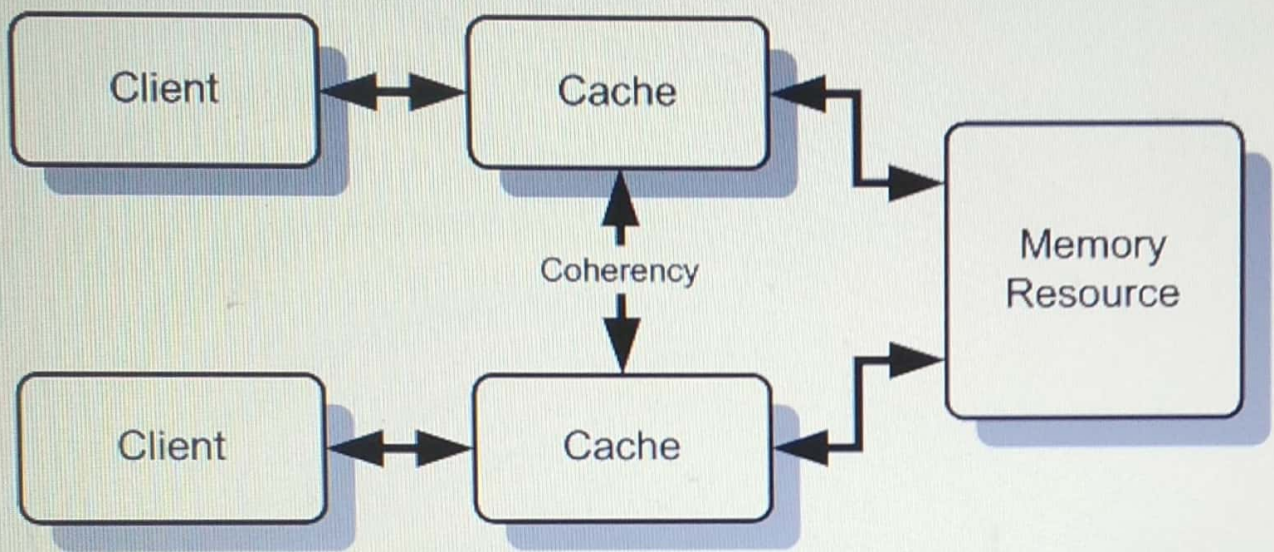 Client
Cache
Memory
Resource
Coherency
Client
Cache